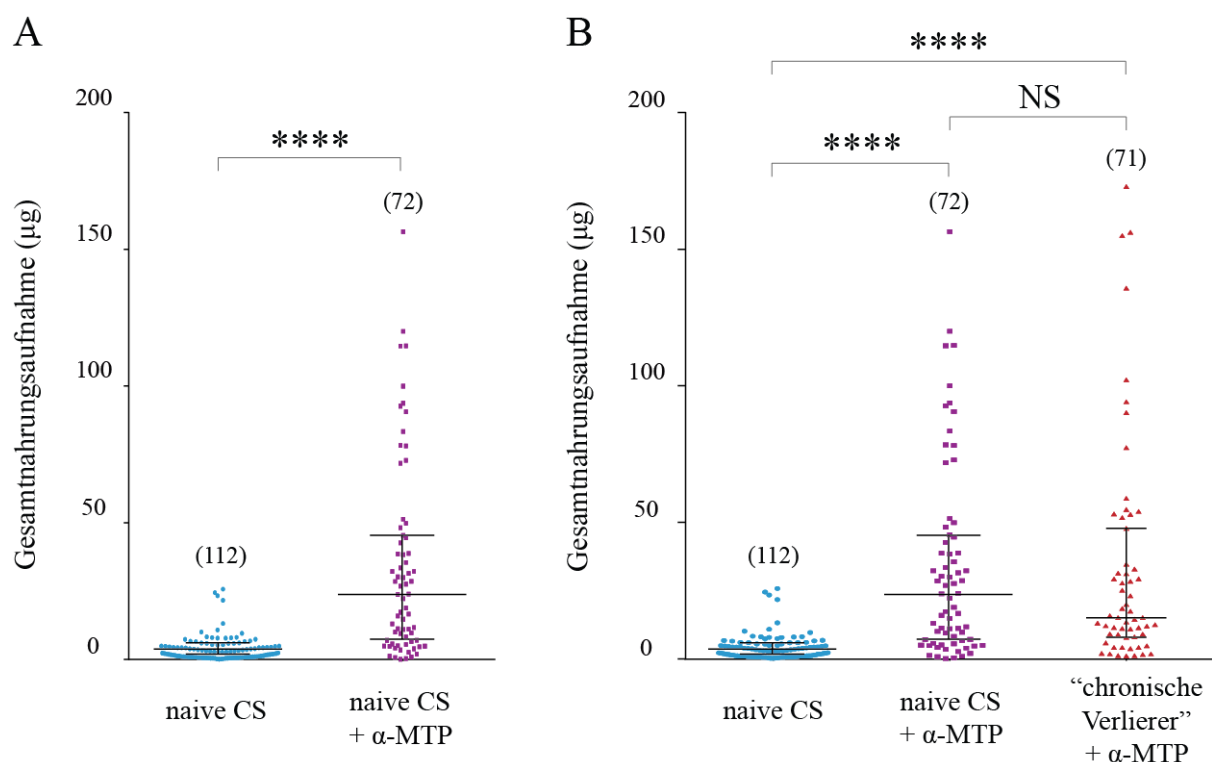 A
Gesamtnahrungsaufnahme (µg)
200
150
100
50
0
****
(112)
(72)
naive CS
naive CS
+ α-MTP
B
Gesamtnahrungsaufnahme (µg)
200
150
100
50
0
****
NS
****
(112)
(72)
(71)
naive CS
naive CS
+ α-MTP
“chronische
Verlierer”
+ α-MTP